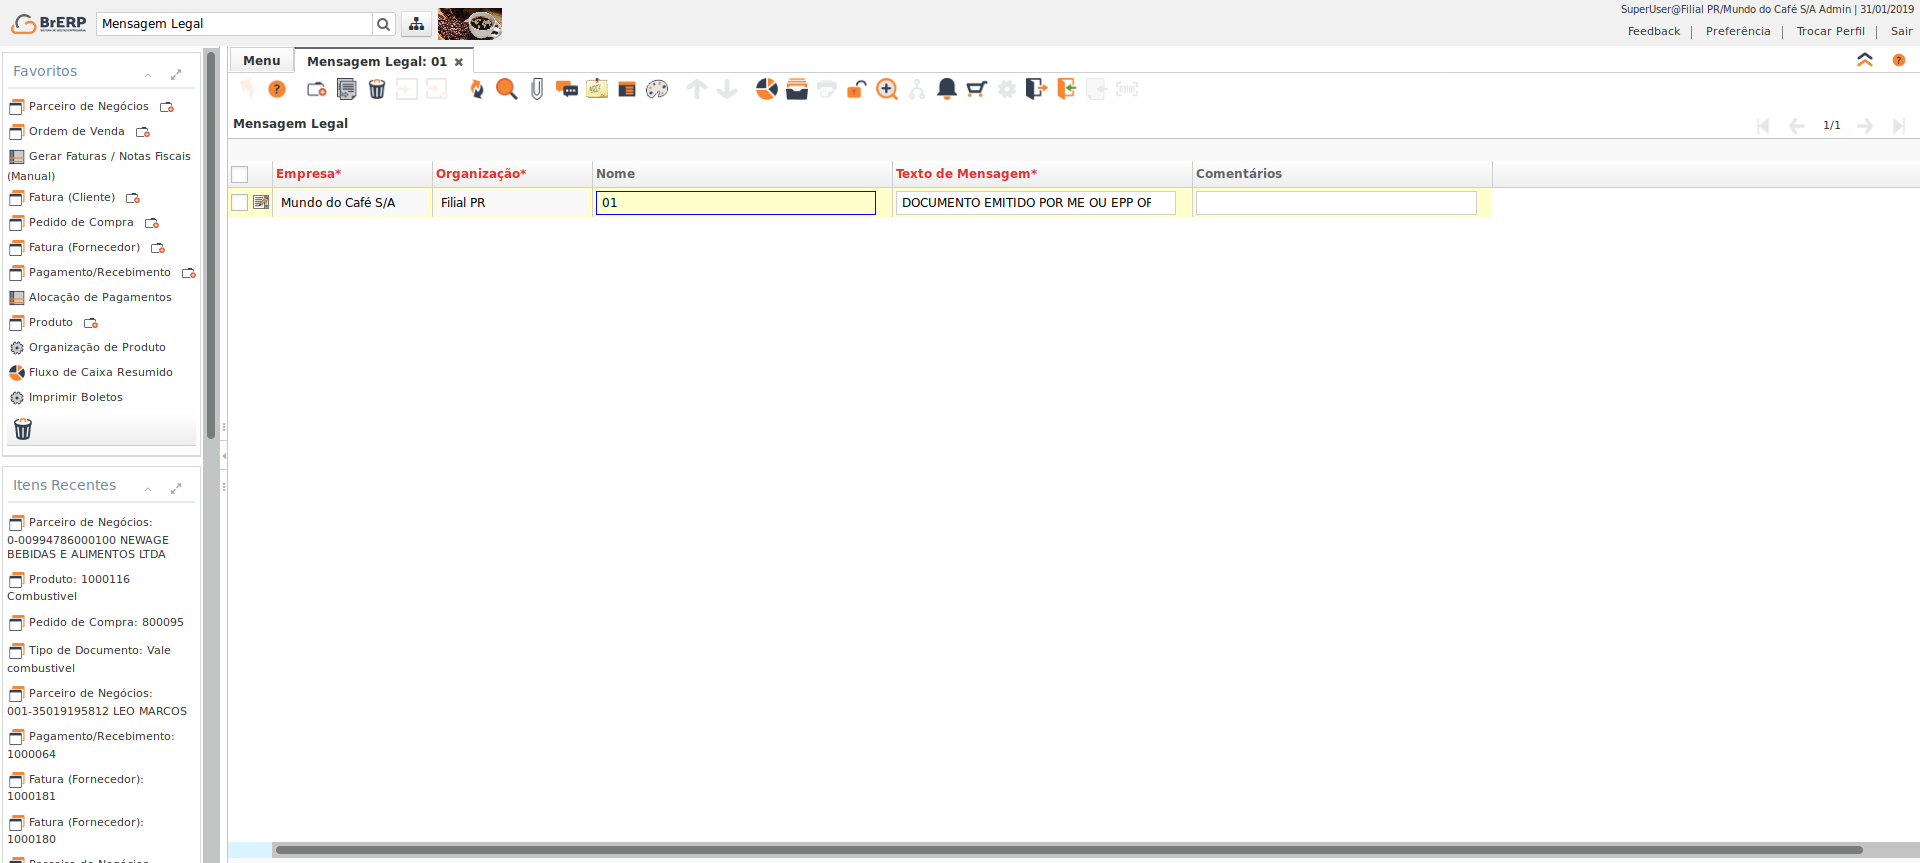 BrERP
Mensagem Legal
SuperUser@Filial PR/Mundo do Café S/A Admin | 31/01/2019
Feedback | Preferência | Trocar Perfil | Sair
Favoritos
Parceiro de Negócios
Ordem de Venda
Gerar Faturas / Notas Fiscais
(Manual)
Fatura (Cliente)
Pedido de Compra
Fatura (Fornecedor)
Pagamento/Recebimento
Alocação de Pagamentos
Produto
Organização de Produto
Fluxo de Caixa Resumido
Imprimir Boletos
Itens Recentes
Parceiro de Negócios:
0-00994786000100 NEWAGE
BEBIDAS E ALIMENTOS LTDA
Produto: 1000116
Combustivel
Pedido de Compra: 800095
Tipo de Documento: Vale
combustivel
Parceiro de Negócios:
001-35019195812 LEO MARCOS
Pagamento/Recebimento:
1000064
Fatura (Fornecedor):
1000181
Fatura (Fornecedor):
1000180
Menu
Mensagem Legal: 01
Mensagem Legal
1/1
Empresa* Organização* Nome Texto de Mensagem* Comentários
Mundo do Café S/A Filial PR 01 DOCUMENTO EMITIDO POR ME OU EPP